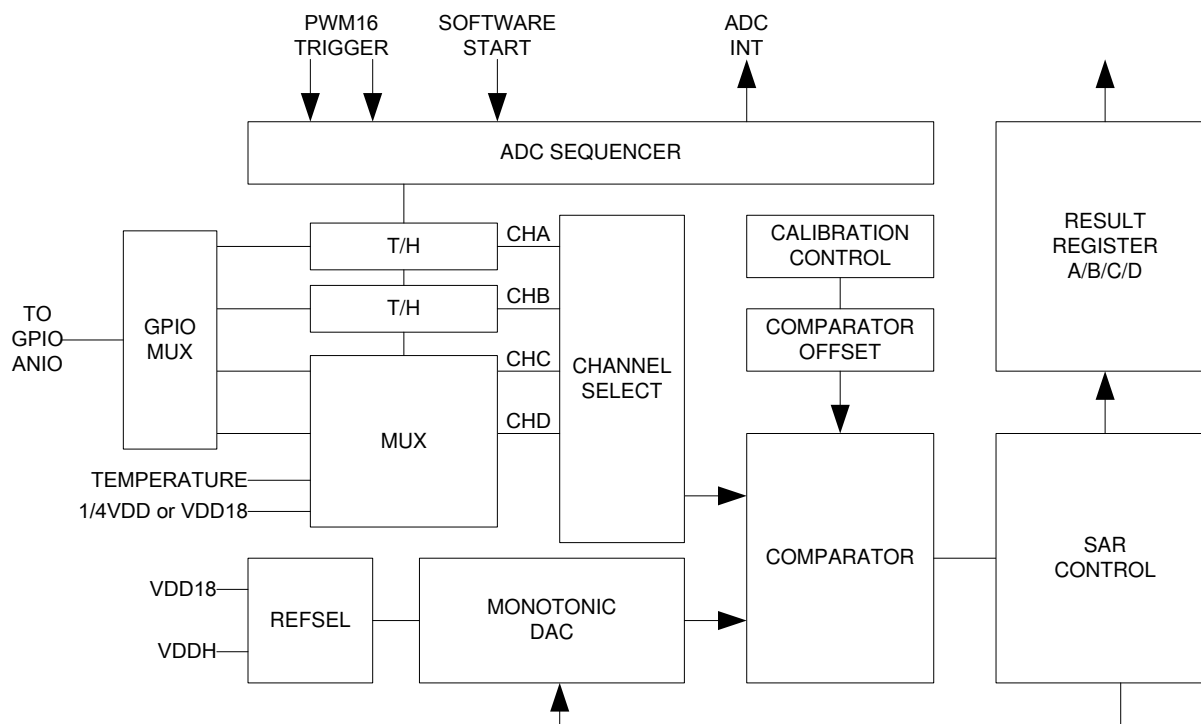 PWM16
TRIGGER
SOFTWARE
START
ADC
INT
ADC SEQUENCER
T/H
CHA
T/H
CHB
CHC
CHD
MUX
GPIO
MUX
TO
GPIO
ANIO
TEMPERATURE
1/4VDD or VDD18
CHANNEL
SELECT
CALIBRATION
CONTROL
COMPARATOR
OFFSET
RESULT
REGISTER
A/B/C/D
VDD18
VDDH
REFSEL
MONOTONIC
DAC
COMPARATOR
SAR
CONTROL